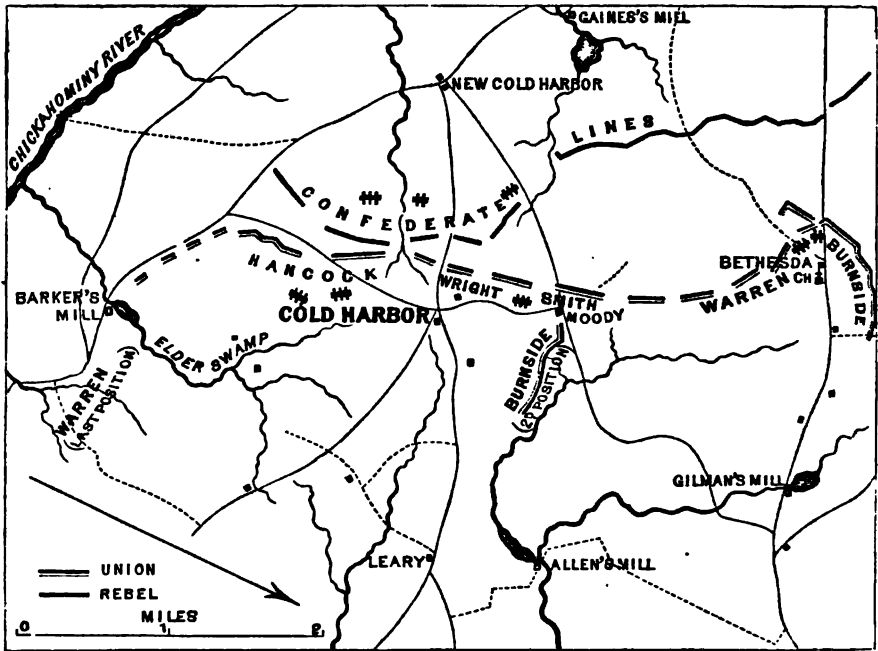 GAINES'S MILL
CHICKAHOMINY RIVER
NEW COLD HARBOR
LINES
CONFEDERATE
HANCOCK
WRIGHT
SMITH
MOODY
BETHESDA
CH.
WARREN
BURNSIDE
BARKER'S
MILL
COLD HARBOR
ELDER SWAMP
BURNSIDE
(2D POSITION)
WARREN
(LAST POSITION)
GILMAN'S MILL
LEARY
ALLEN'S MILL
UNION
REBEL
MILES
0 1 2